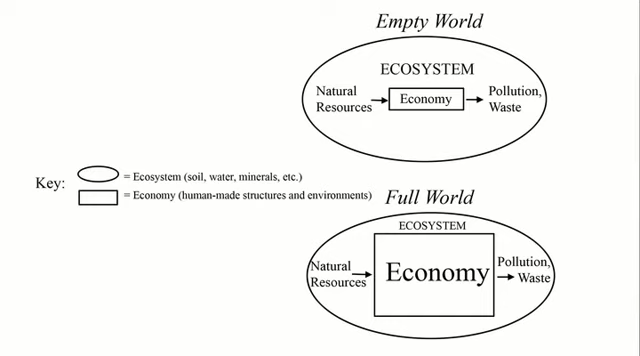 Empty World
ECOSYSTEM
Natural
Resources
Economy
Pollution,
Waste
Key:
= Ecosystem (soil, water, minerals, etc.)
= Economy (human-made structures and environments)
Full World
ECOSYSTEM
Natural
Resources
Economy
Pollution,
Waste